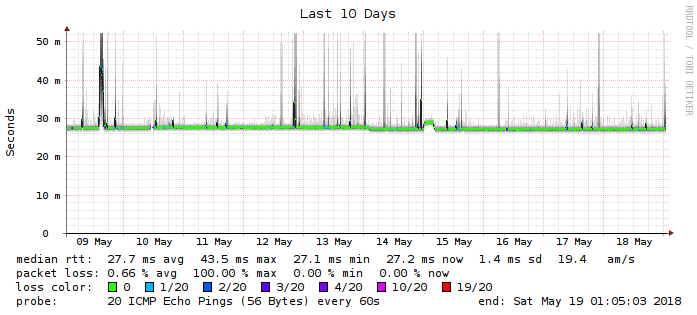 Last 10 Days
RRDTOOL / TOBI OETIKER
Seconds
50 m
40 m
30 m
20 m
10 m
0
09 May 10 May 11 May 12 May 13 May 14 May 15 May 16 May 17 May 18 May
median rtt: 27.7 ms avg 43.5 ms max 27.1 ms min 27.2 ms now 1.4 ms sd 19.4 am/s
packet loss: 0.66 % avg 100.00 % max 0.00 % min 0.00 % now
loss color: 0 1/20 2/20 3/20 4/20 10/20 19/20
probe: 20 ICMP Echo Pings (56 Bytes) every 60s end: Sat May 19 01:05:03 2018